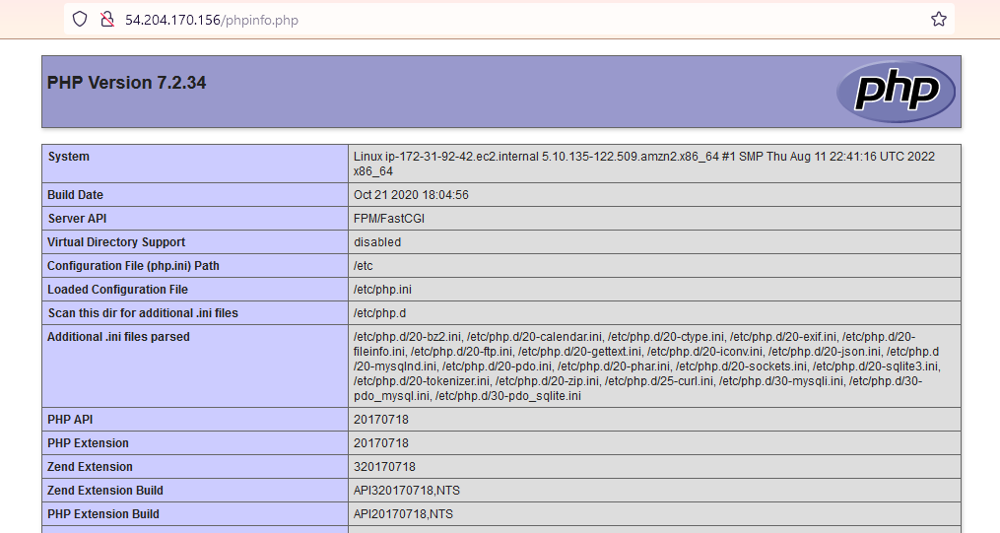 54.204.170.156/phpinfo.php
PHP Version 7.2.34
php
System Linux ip-172-31-92-42.ec2.internal 5.10.135-122.509.amzn2.x86_64 #1 SMP Thu Aug 11 22:41:16 UTC 2022
x86_64
Build Date Oct 21 2020 18:04:56
Server API FPM/FastCGI
Virtual Directory Support disabled
Configuration File (php.ini) Path /etc
Loaded Configuration File /etc/php.ini
Scan this dir for additional .ini files /etc/php.d
Additional .ini files parsed /etc/php.d/20-bz2.ini, /etc/php.d/20-calendar.ini, /etc/php.d/20-ctype.ini, /etc/php.d/20-exif.ini, /etc/php.d/20-
fileinfo.ini, /etc/php.d/20-ftp.ini, /etc/php.d/20-gettext.ini, /etc/php.d/20-iconv.ini, /etc/php.d/20-json.ini, /etc/php.d
/20-mysqlnd.ini, /etc/php.d/20-pdo.ini, /etc/php.d/20-phar.ini, /etc/php.d/20-sockets.ini, /etc/php.d/20-sqlite3.ini,
/etc/php.d/20-tokenizer.ini, /etc/php.d/20-zip.ini, /etc/php.d/25-curl.ini, /etc/php.d/30-mysqli.ini, /etc/php.d/30-
pdo_mysql.ini, /etc/php.d/30-pdo_sqlite.ini
PHP API 20170718
PHP Extension 20170718
Zend Extension 320170718
Zend Extension Build API320170718,NTS
PHP Extension Build API20170718,NTS